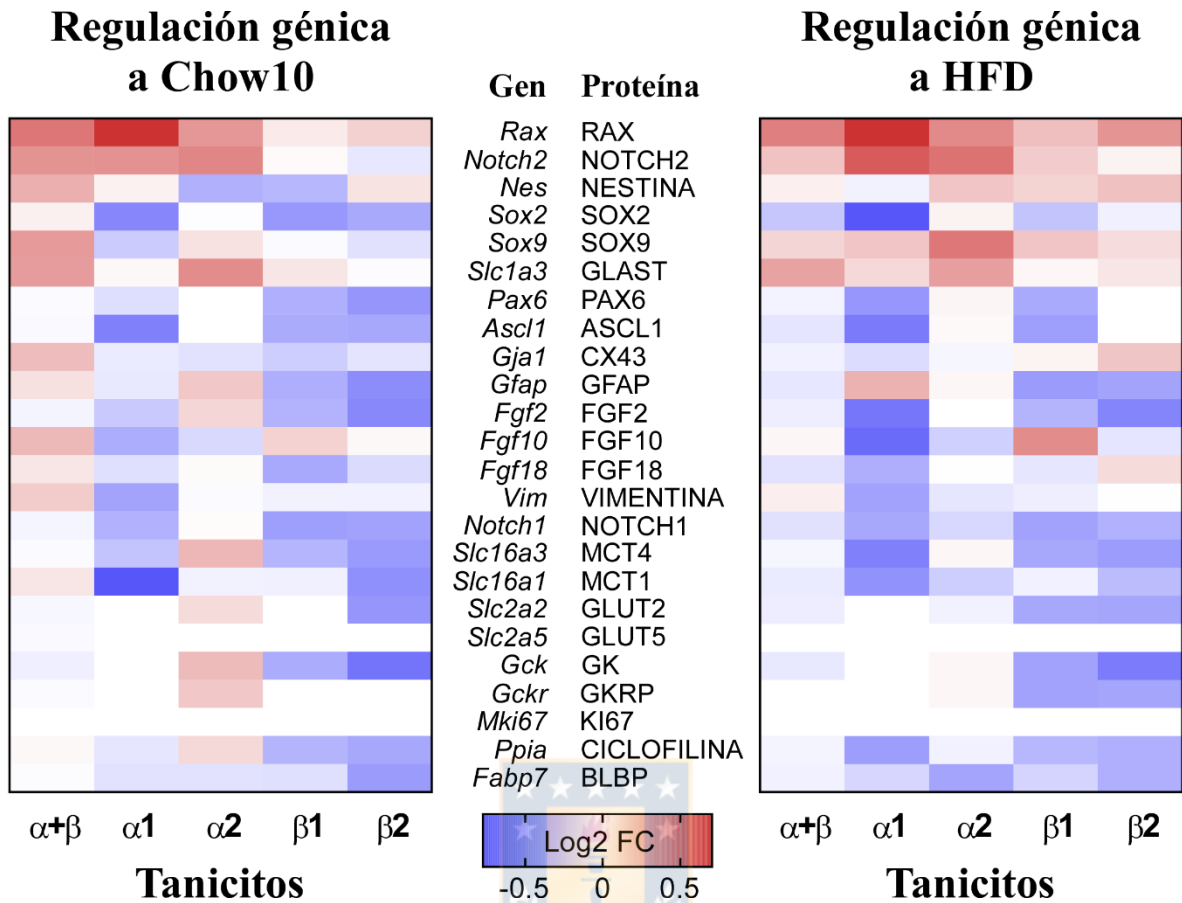 Regulación génica
a Chow10
Regulación génica
a HFD
Gen Proteína
Rax RAX
Notch2 NOTCH2
Nes NESTINA
Sox2 SOX2
Sox9 SOX9
Slc1a3 GLAST
Pax6 PAX6
Ascl1 ASCL1
Gja1 CX43
Gfap GFAP
Fgf2 FGF2
Fgf10 FGF10
Fgf18 FGF18
Vim VIMENTINA
Notch1 NOTCH1
Slc16a3 MCT4
Slc16a1 MCT1
Slc2a2 GLUT2
Slc2a5 GLUT5
Gck GK
Gckr GKRP
Mki67 KI67
Ppia CICLOFILINA
Fabp7 BLBP
α+β α1 α2 β1 β2
Tanicitos
Log2 FC
-0.5 0 0.5
α+β α1 α2 β1 β2
Tanicitos